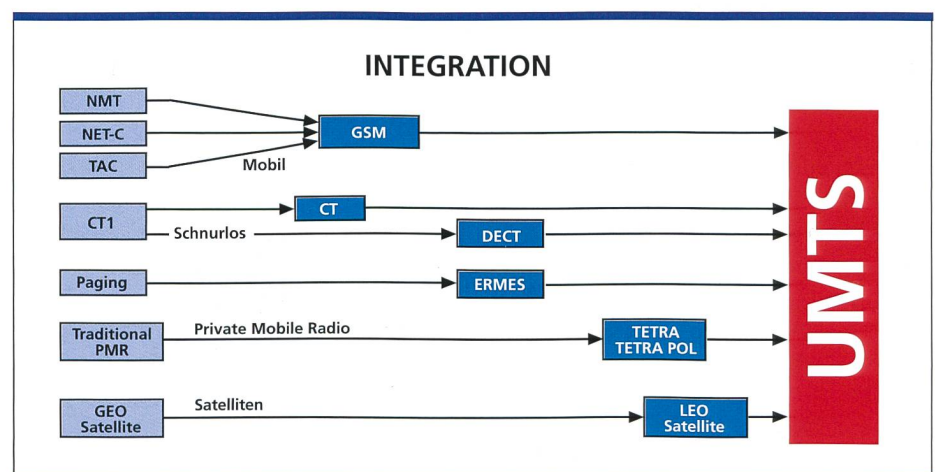 INTEGRATION
NMT
NET-C
TAC
GSM
Mobil
CT1
CT
Schnurlos
DECT
Paging
ERMES
Traditional
PMR
Private Mobile Radio
TETRA
TETRA POL
GEO
Satellite
Satelliten
LEO
Satellite
UMTS